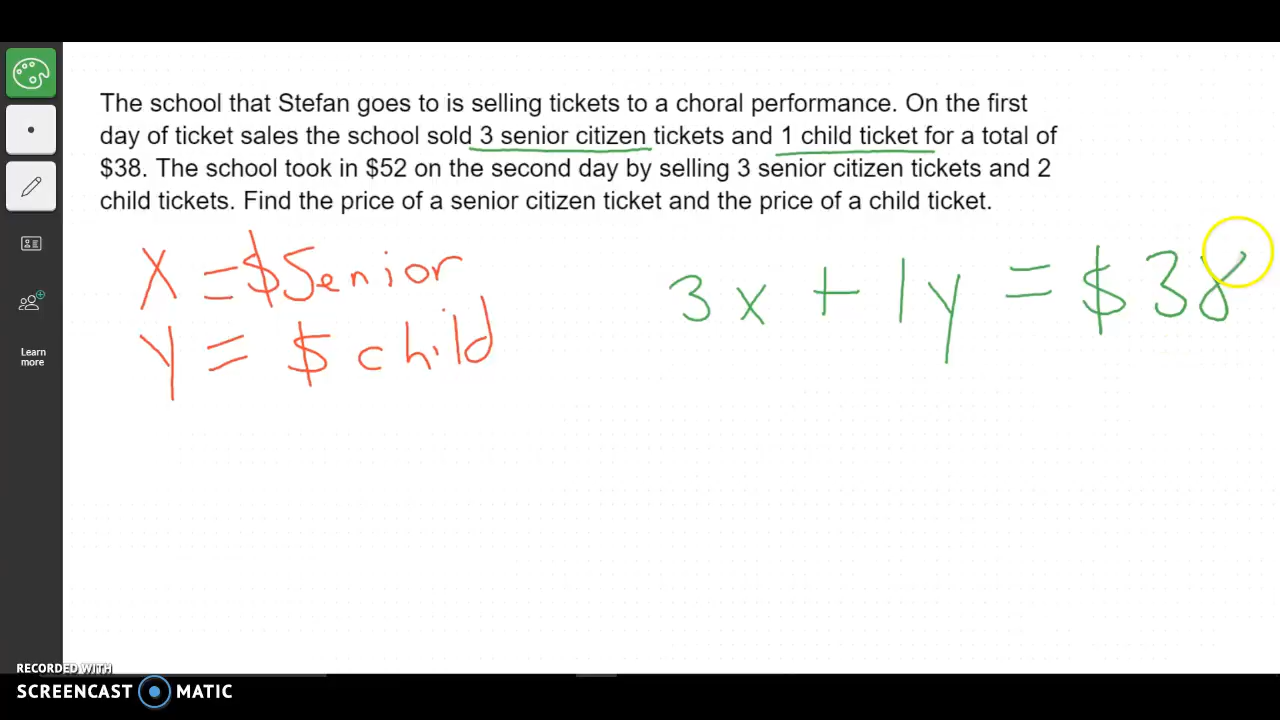 The school that Stefan goes to is selling tickets to a choral performance. On the first
day of ticket sales the school sold 3 senior citizen tickets and 1 child ticket for a total of
$38. The school took in $52 on the second day by selling 3 senior citizen tickets and 2
child tickets. Find the price of a senior citizen ticket and the price of a child ticket.
X = $Senior
3x + 1y = $38
Y = $ child
Learn
more
RECORDED WITH
SCREENCAST MATIC